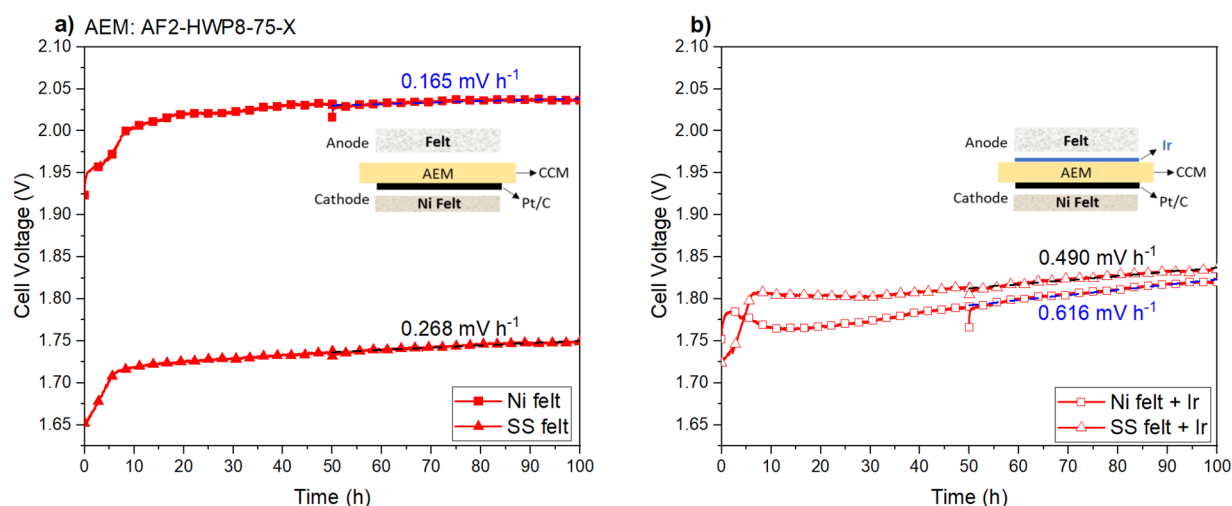 a) AEM: AF2-HWP8-75-X
2.10
2.05
2.00
1.95
1.90
1.85
1.80
1.75
1.70
1.65
Cell Voltage (V)
0.165 mV h⁻¹
Anode
Felt
AEM
CCM
Cathode
Ni Felt
Pt/C
0.268 mV h⁻¹
Ni felt
SS felt
0 10 20 30 40 50 60 70 80 90 100
Time (h)
b)
2.10
2.05
2.00
1.95
1.90
1.85
1.80
1.75
1.70
1.65
Cell Voltage (V)
Anode
Felt
Ir
AEM
CCM
Cathode
Ni Felt
Pt/C
0.490 mV h⁻¹
0.616 mV h⁻¹
Ni felt + Ir
SS felt + Ir
0 10 20 30 40 50 60 70 80 90 100
Time (h)